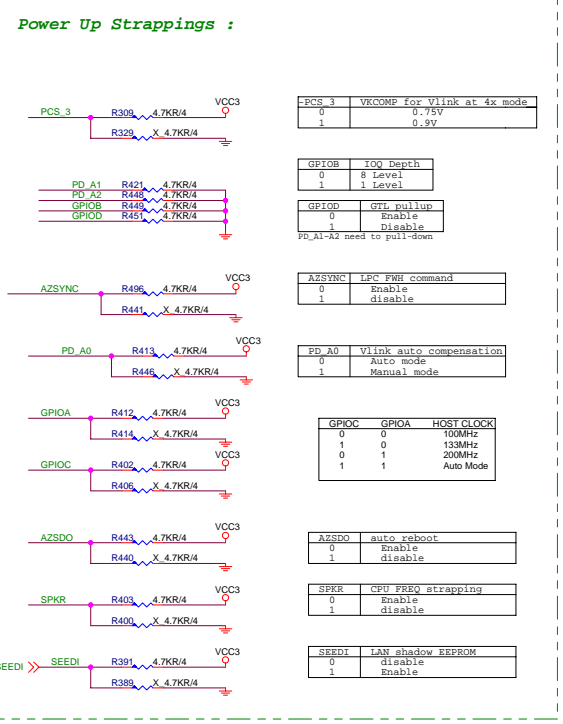 Power Up Strappings :
VCC3
PCS_3 R309 4.7KR/4
R329 X_4.7KR/4
-PCS_3 VKCOMP for Vlink at 4x mode
0 0.75V
1 0.9V
PD_A1 R421 4.7KR/4
PD_A2 R448 4.7KR/4
GPIOB R449 4.7KR/4
GPIOD R451 4.7KR/4
GPIOB IOQ Depth
0 8 Level
1 1 Level
GPIOD GTL pullup
0 Enable
1 Disable
PD_A1-A2 need to pull-down
VCC3
AZSYNC R496 4.7KR/4
R441 X_4.7KR/4
AZSYNC LPC FWH command
0 Enable
1 disable
VCC3
PD_A0 R413 4.7KR/4
R446 X_4.7KR/4
PD_A0 Vlink auto compensation
0 Auto mode
1 Manual mode
VCC3
GPIOA R412 4.7KR/4
R414 X_4.7KR/4
VCC3
GPIOC R402 4.7KR/4
R406 X_4.7KR/4
GPIOC GPIOA HOST CLOCK
0 0 100MHz
1 0 133MHz
0 1 200MHz
1 1 Auto Mode
VCC3
AZSDO R443 4.7KR/4
R440 X_4.7KR/4
AZSDO auto reboot
0 Enable
1 disable
VCC3
SPKR R403 4.7KR/4
R400 X_4.7KR/4
SPKR CPU FREQ strapping
0 Enable
1 disable
VCC3
SEEDI SEEDI R391 4.7KR/4
R389 X_4.7KR/4
SEEDI LAN shadow EEPROM
0 disable
1 Enable